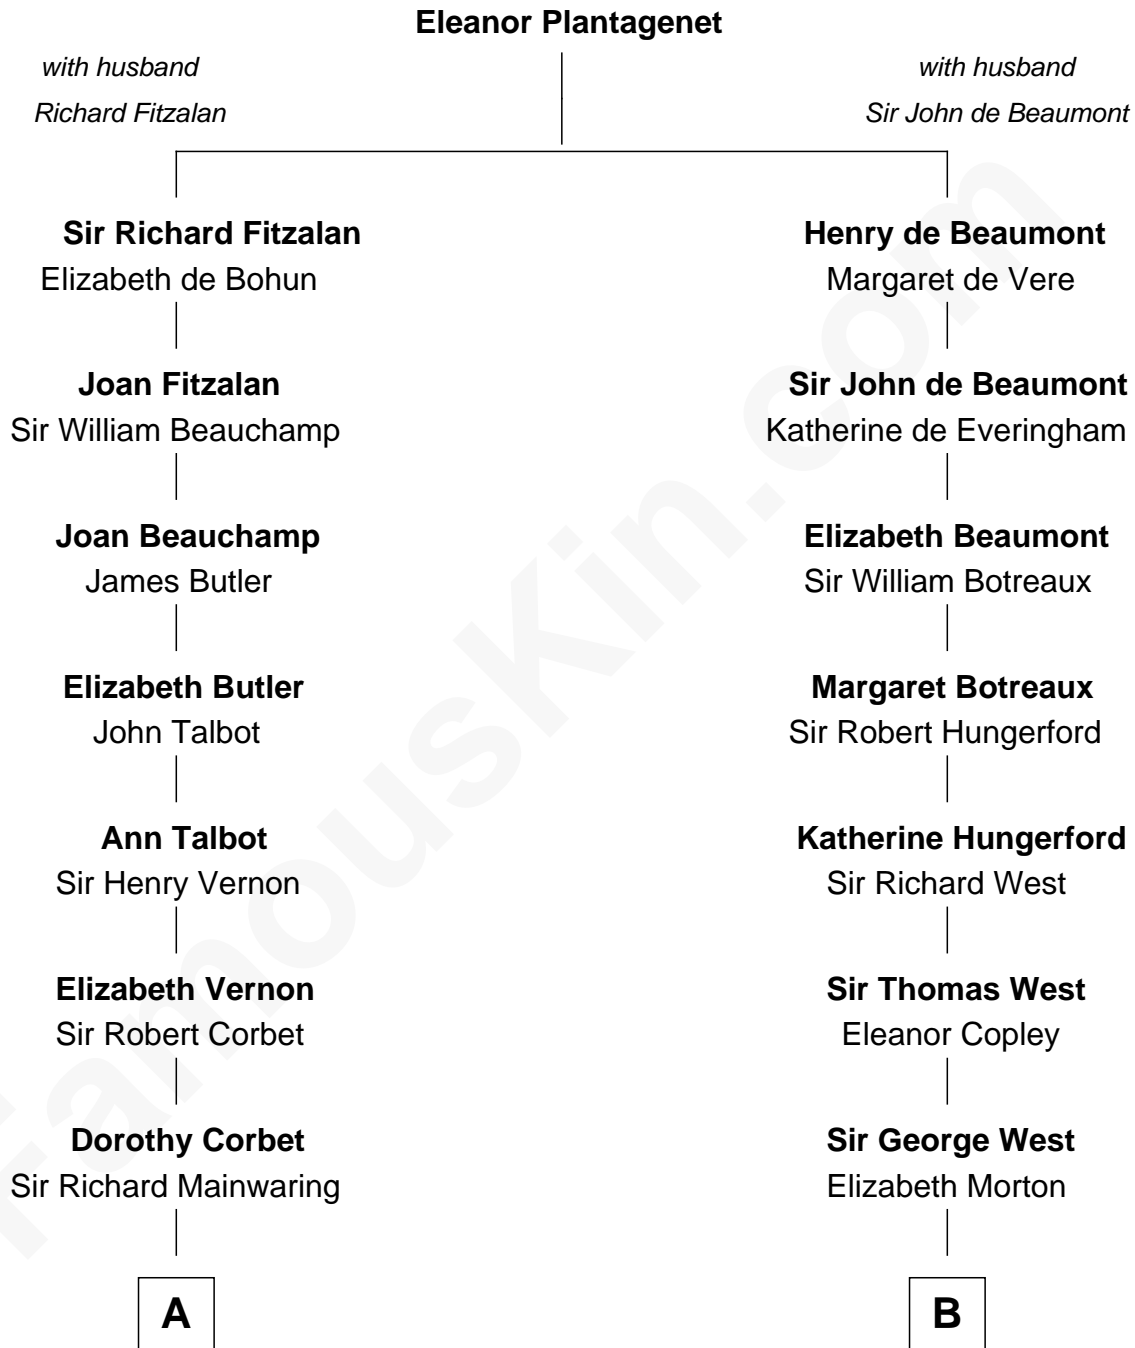 Eleanor Plantagenet
with husband
Richard Fitzalan
with husband
Sir John de Beaumont
Sir Richard Fitzalan
Elizabeth de Bohun
Henry de Beaumont
Margaret de Vere
Joan Fitzalan
Sir William Beauchamp
Sir John de Beaumont
Katherine de Everingham
Joan Beauchamp
James Butler
Elizabeth Beaumont
Sir William Botreaux
Elizabeth Butler
John Talbot
Margaret Botreaux
Sir Robert Hungerford
Ann Talbot
Sir Henry Vernon
Katherine Hungerford
Sir Richard West
Elizabeth Vernon
Sir Robert Corbet
Sir Thomas West
Eleanor Copley
Dorothy Corbet
Sir Richard Mainwaring
Sir George West
Elizabeth Morton
A
B
FamousKin.com